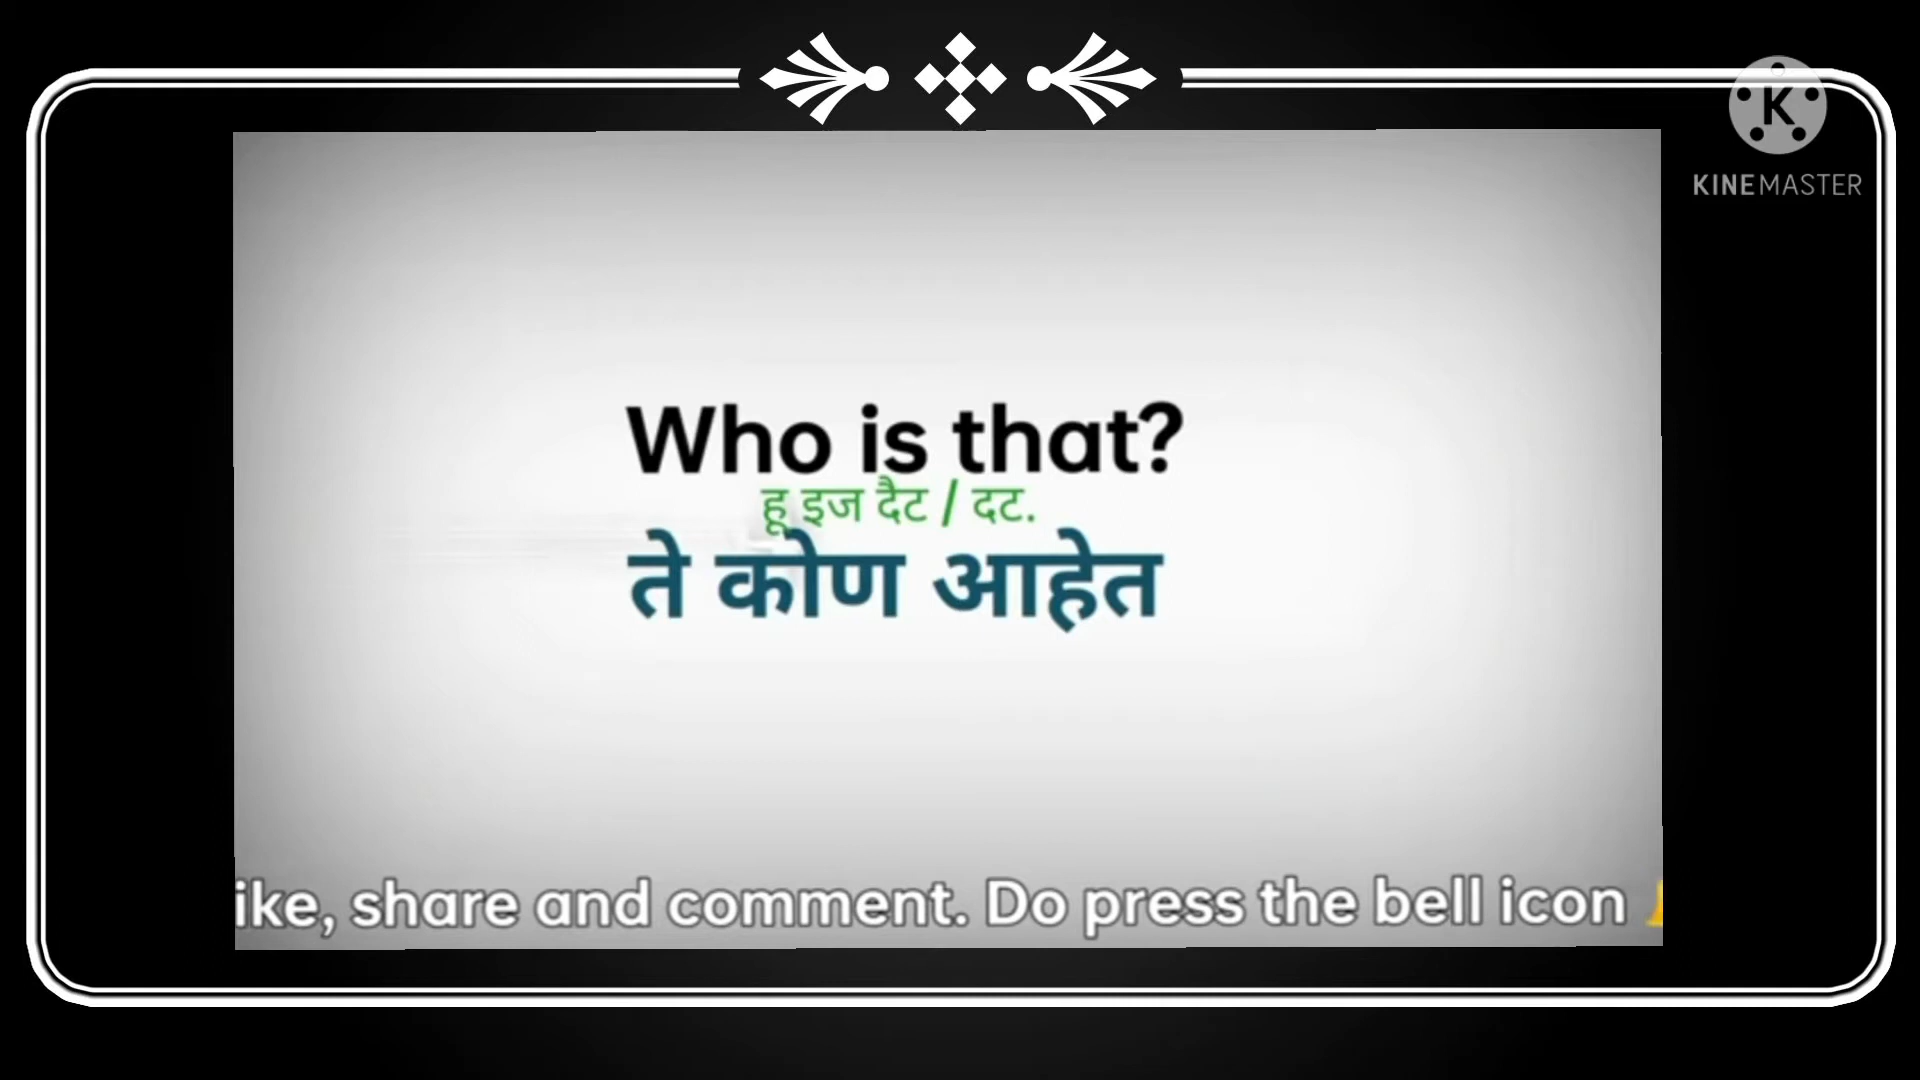 K
KINEMASTER
Who is that?
हू इज दैट / दट.
ते कोण आहेत
ike, share and comment. Do press the bell icon